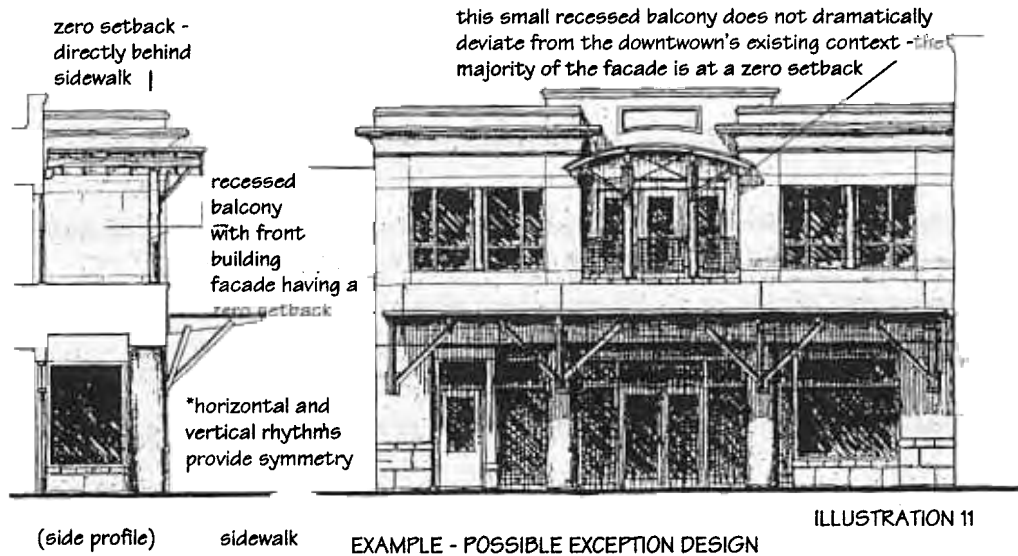 zero setback -
directly behind
sidewalk
this small recessed balcony does not dramatically
deviate from the downtwown's existing context - the
majority of the facade is at a zero setback
recessed
balcony
with front
building
facade having a
zero setback
*horizontal and
vertical rhythms
provide symmetry
ILLUSTRATION 11
(side profile)
sidewalk
EXAMPLE - POSSIBLE EXCEPTION DESIGN